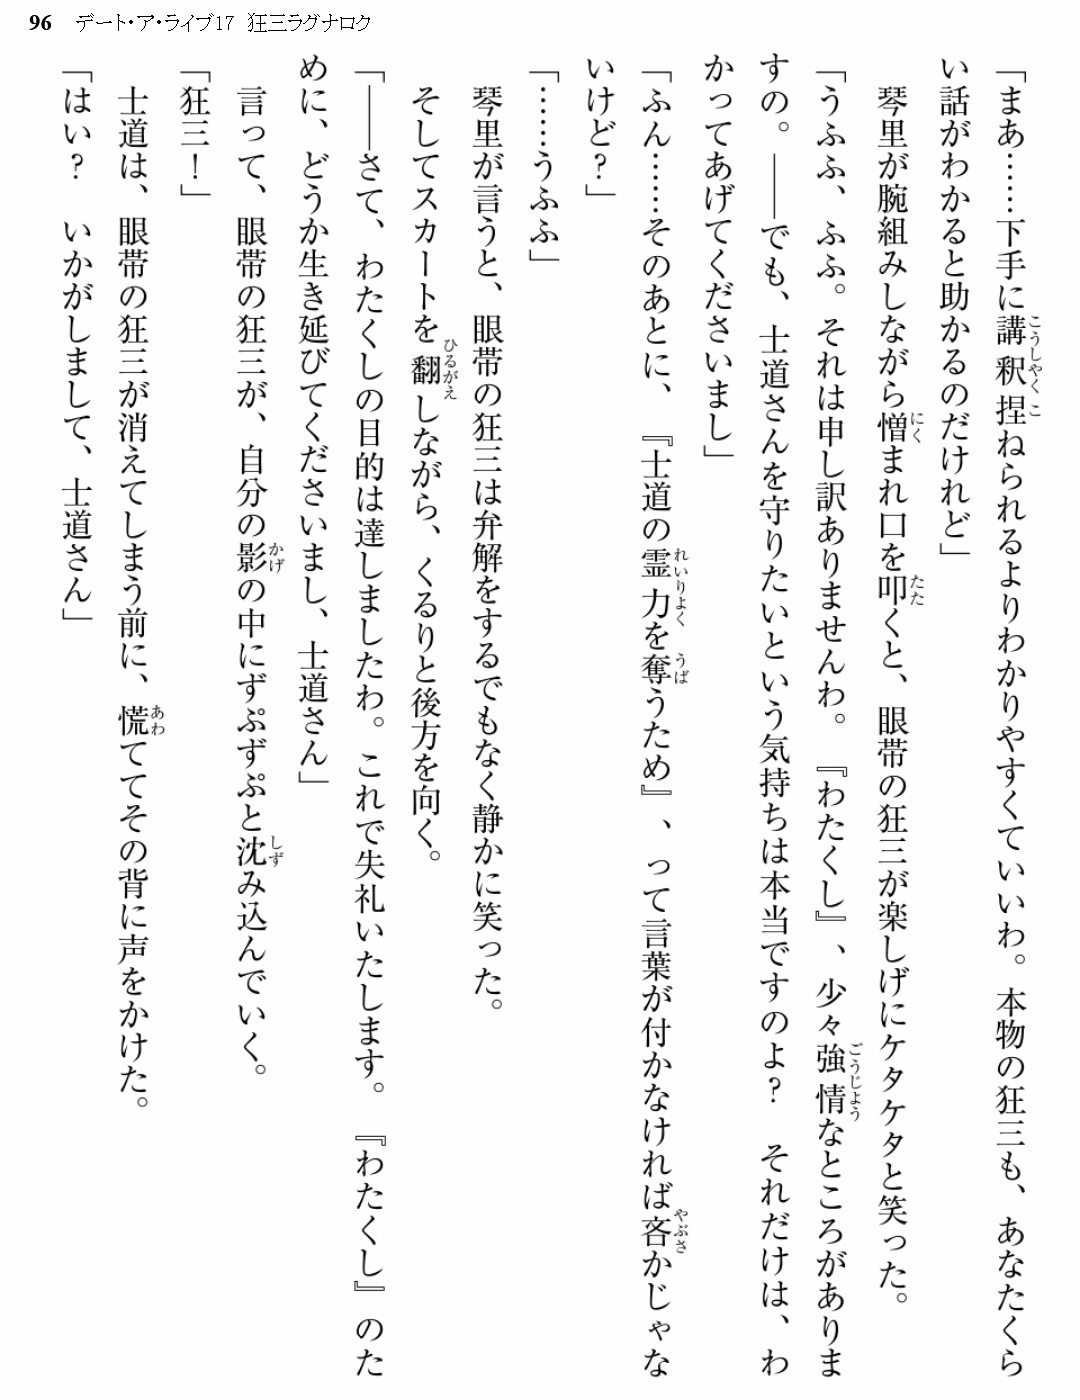 96 デート・ア・ライブ17 狂三ラグナロク
「まあ……下手に講釈捏ねられるよりわかりやすくていいわ。本物の狂三も、あなたくら
い話がわかると助かるのだけれど」
　琴里が腕組みしながら憎まれ口を叩くと、眼帯の狂三が楽しげにケタケタと笑った。
「うふふ、ふふ。それは申し訳ありませんわ。『わたくし』、少々強情なところがありま
すの。――でも、士道さんを守りたいという気持ちは本当ですのよ？　それだけは、わ
かってあげてくださいまし」
「ふん……そのあとに、『士道の霊力を奪うため』、って言葉が付かなければ吝かじゃな
いけど？」
「……うふふ」
　琴里が言うと、眼帯の狂三は弁解をするでもなく静かに笑った。
　そしてスカートを翻しながら、くるりと後方を向く。
「――さて、わたくしの目的は達しましたわ。これで失礼いたします。『わたくし』のた
めに、どうか生き延びてくださいまし、士道さん」
　言って、眼帯の狂三が、自分の影の中にずぷずぷと沈み込んでいく。
「狂三！」
　士道は、眼帯の狂三が消えてしまう前に、慌ててその背に声をかけた。
「はい？　いかがしまして、士道さん」